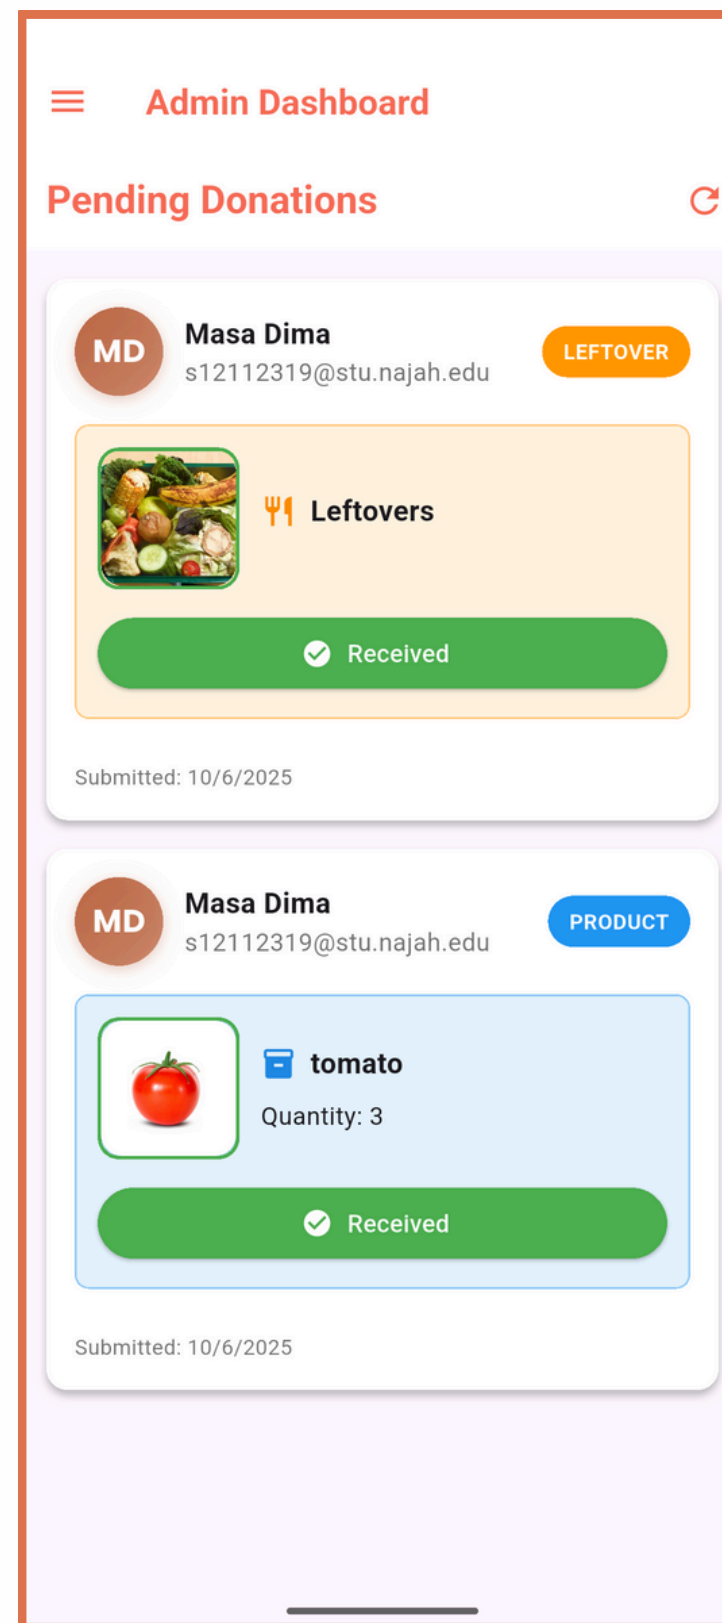 Admin Dashboard
Pending Donations
MD
Masa Dima
s12112319@stu.najah.edu
LEFTOVER
Leftovers
Received
Submitted: 10/6/2025
MD
Masa Dima
s12112319@stu.najah.edu
PRODUCT
tomato
Quantity: 3
Received
Submitted: 10/6/2025